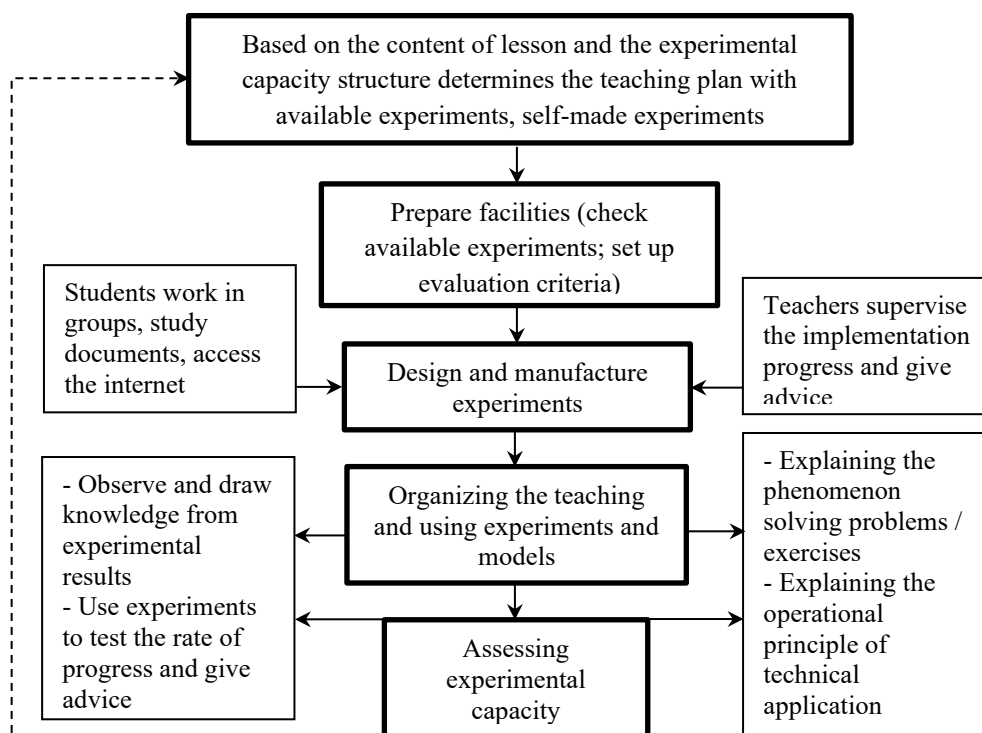 Based on the content of lesson and the experimental
capacity structure determines the teaching plan with
available experiments, self-made experiments
Prepare facilities (check
available experiments; set up
evaluation criteria)
Students work in
groups, study
documents, access
the internet
Design and manufacture
experiments
Teachers supervise
the implementation
progress and give
advice
- Observe and draw
knowledge from
experimental
results
- Use experiments
to test the rate of
progress and give
advice
Organizing the teaching
and using experiments and
models
- Explaining the
phenomenon
solving problems /
exercises
- Explaining the
operational
principle of
technical
application
Assessing
experimental
capacity